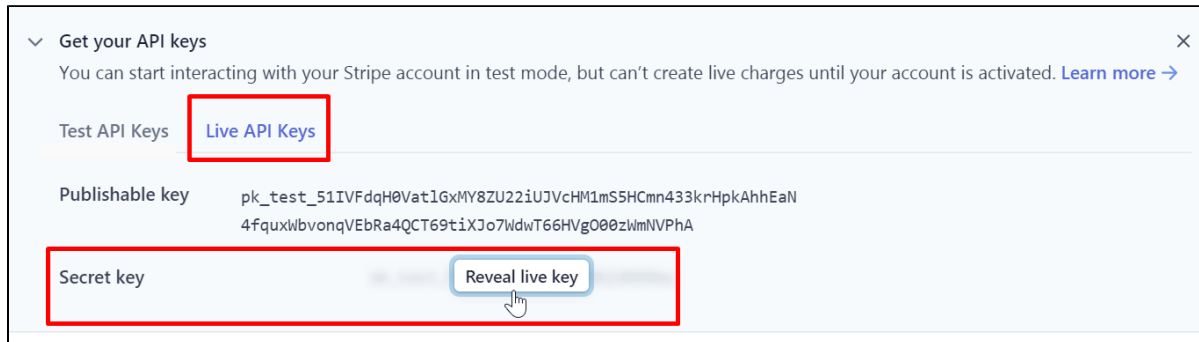 Get your API keys
You can start interacting with your Stripe account in test mode, but can't create live charges until your account is activated. Learn more →
Test API Keys Live API Keys
Publishable key pk_test_51IVFdqH0VatlGxMY8ZU22iUJVcHM1mS5HCmn433krHpkAhhEaN
4fquxWbvonqVEbRa4QCT69tiXJo7WdwT66HVgO00zWmNVPhA
Secret key Reveal live key